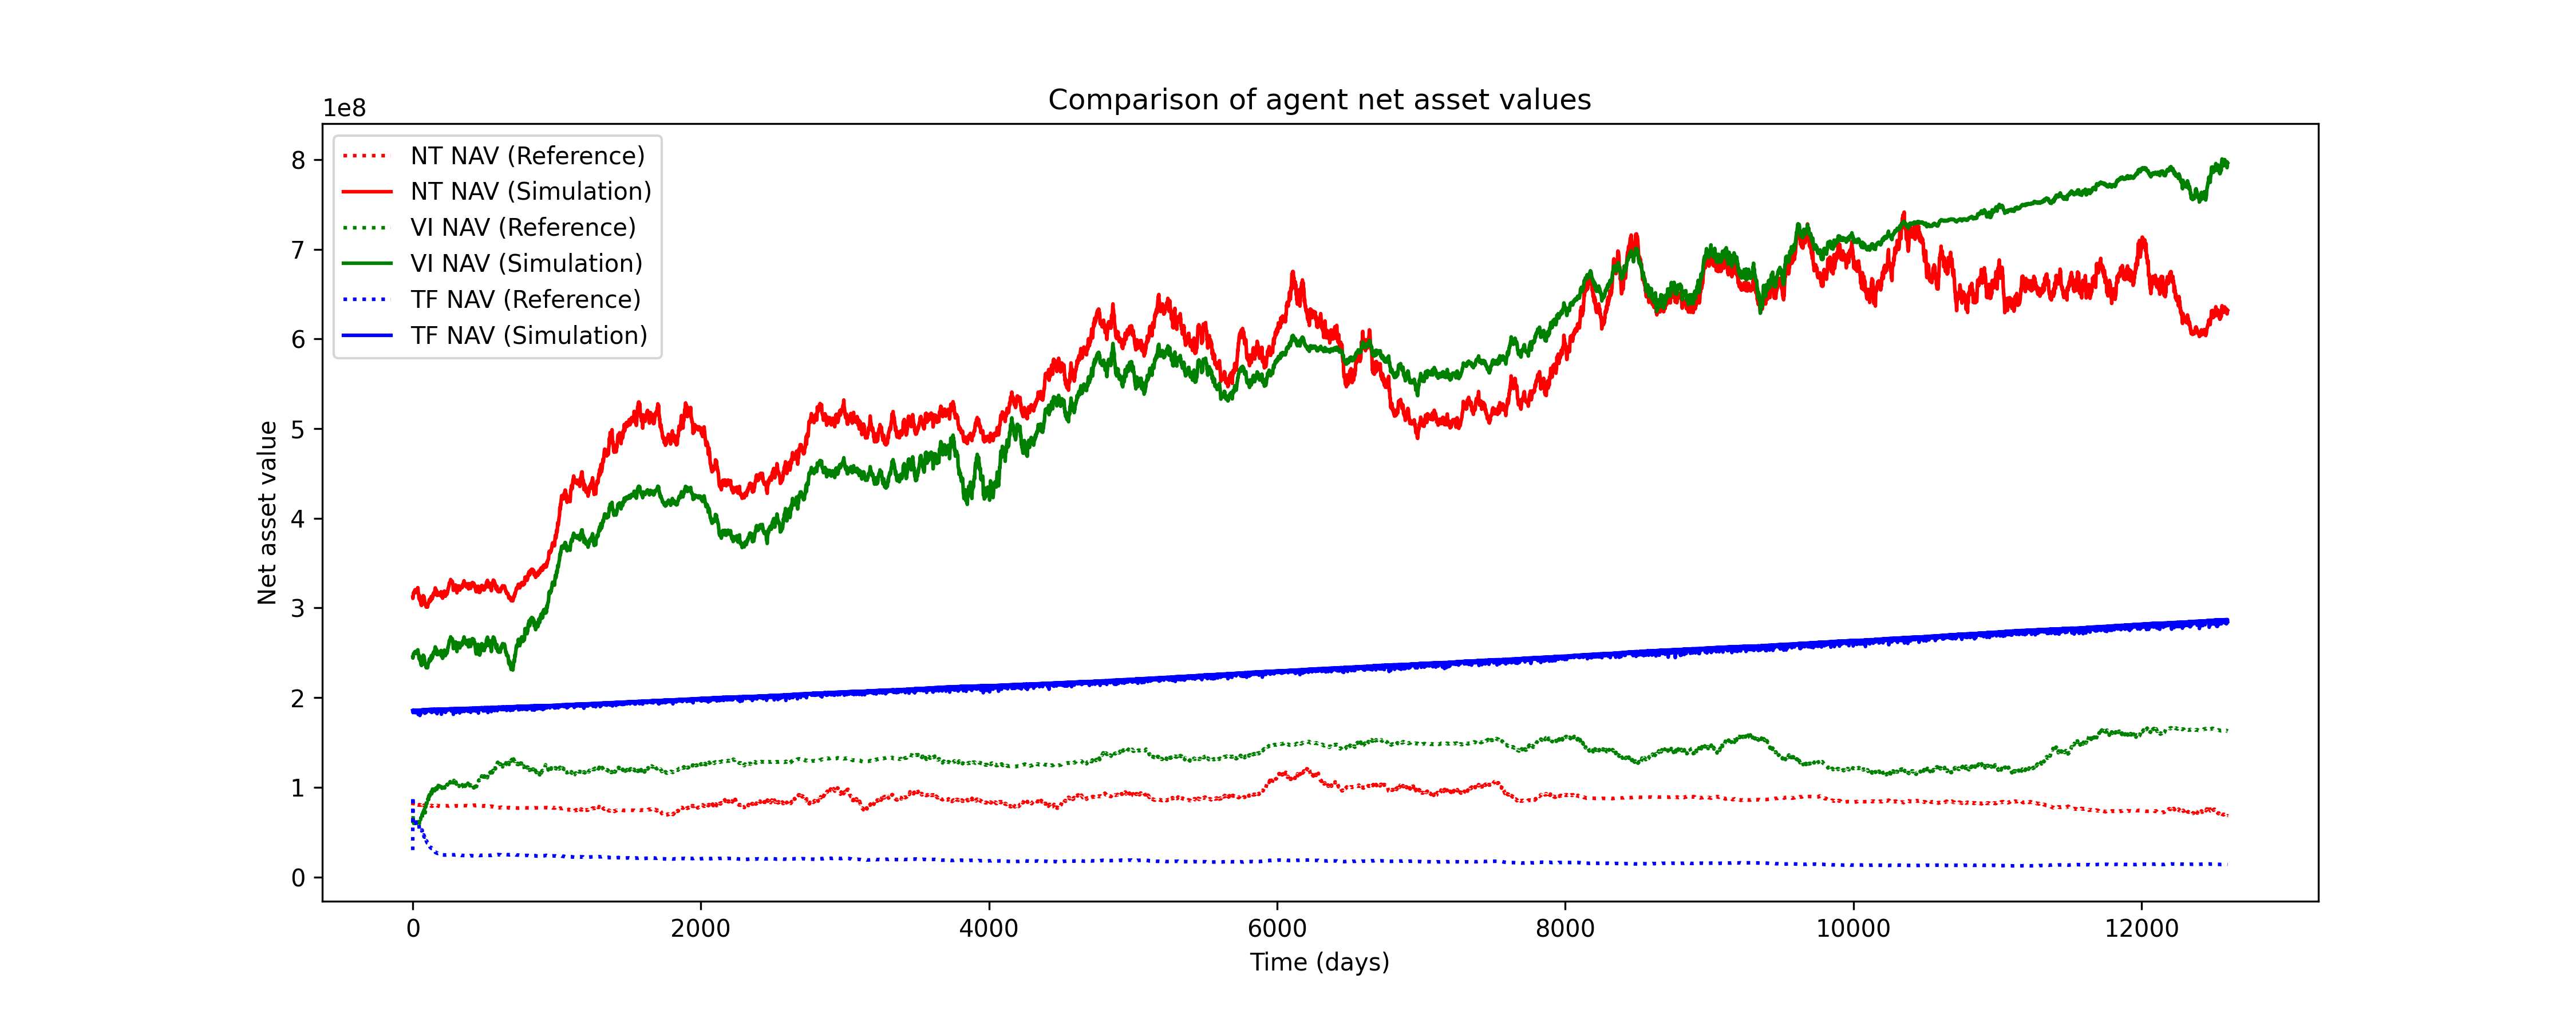 Comparison of agent net asset values
1e8
NT NAV (Reference)
NT NAV (Simulation)
VI NAV (Reference)
VI NAV (Simulation)
TF NAV (Reference)
TF NAV (Simulation)
8
7
6
5
4
3
2
1
0
Net asset value
0 2000 4000 6000 8000 10000 12000
Time (days)